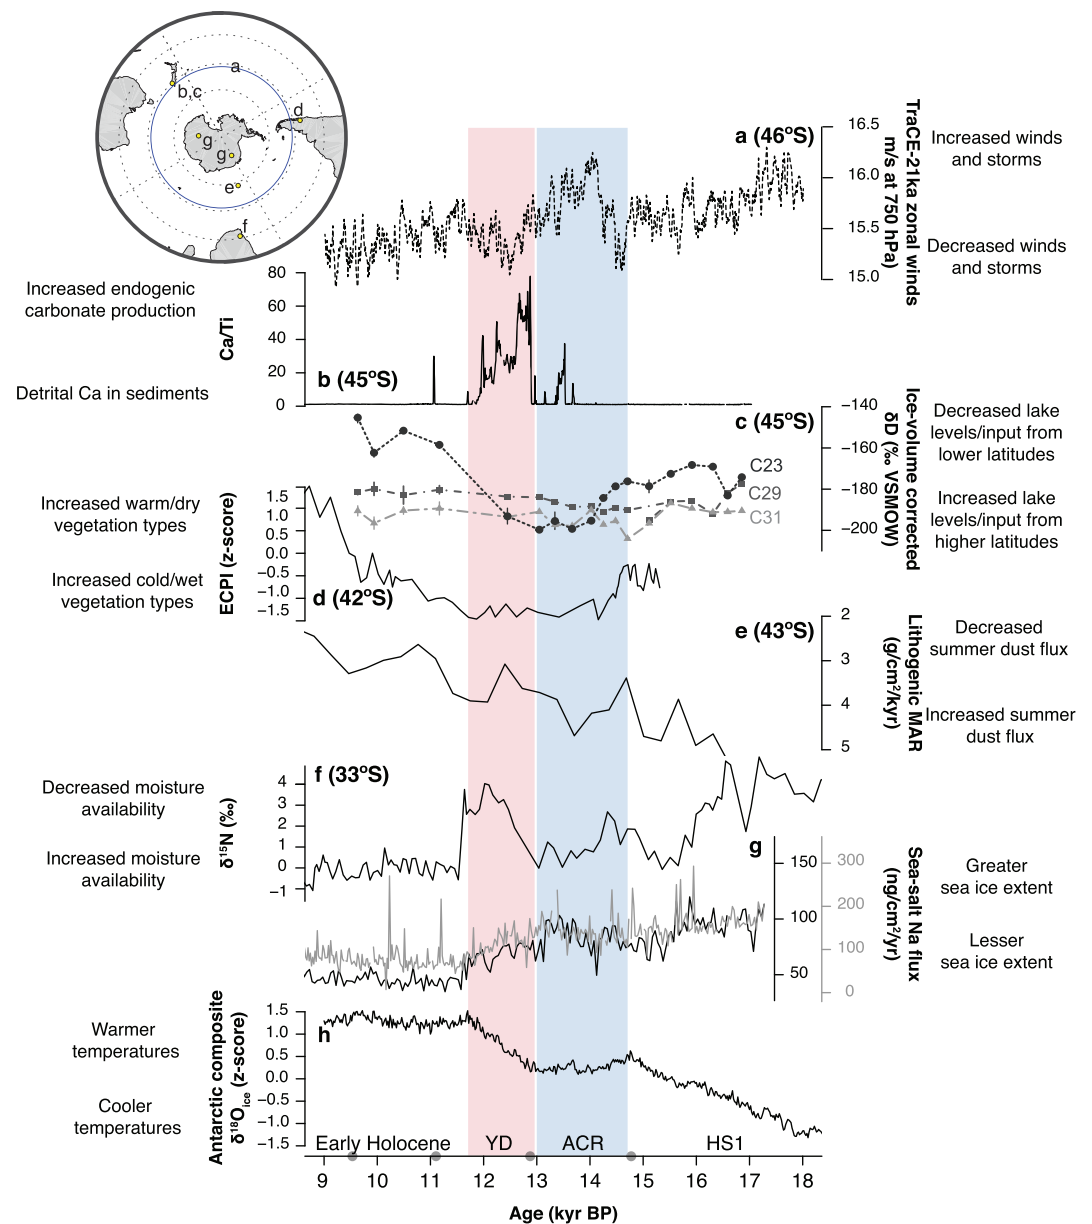 a
b,c
d
g
g
e
f
a (46ºS)
16.5
16.0
15.5
15.0
TraCE-21ka zonal winds
m/s at 750 hPa)
Increased winds
and storms
Decreased winds
and storms
Increased endogenic
carbonate production
Detrital Ca in sediments
Ca/Ti
80
60
40
20
0
b (45ºS)
c (45ºS)
−140
−160
−180
−200
Ice-volume corrected
δD (‰ VSMOW)
C23
C29
C31
Decreased lake
levels/input from
lower latitudes
Increased lake
levels/input from
higher latitudes
Increased warm/dry
vegetation types
Increased cold/wet
vegetation types
ECPI (z-score)
1.5
1.0
0.5
0.0
−0.5
−1.0
−1.5
d (42ºS)
e (43ºS)
2
3
4
5
Lithogenic MAR
(g/cm²/kyr)
Decreased
summer dust flux
Increased summer
dust flux
Decreased moisture
availability
Increased moisture
availability
δ¹⁵N (‰)
4
3
2
1
0
−1
f (33ºS)
g
150
100
50
300
200
100
0
Sea-salt Na flux
(ng/cm²/yr)
Greater
sea ice extent
Lesser
sea ice extent
Warmer
temperatures
Cooler
temperatures
Antarctic composite
δ¹⁸Oice (z-score)
1.5
1.0
0.5
0.0
−0.5
−1.0
−1.5
h
Early Holocene
YD
ACR
HS1
9 10 11 12 13 14 15 16 17 18
Age (kyr BP)